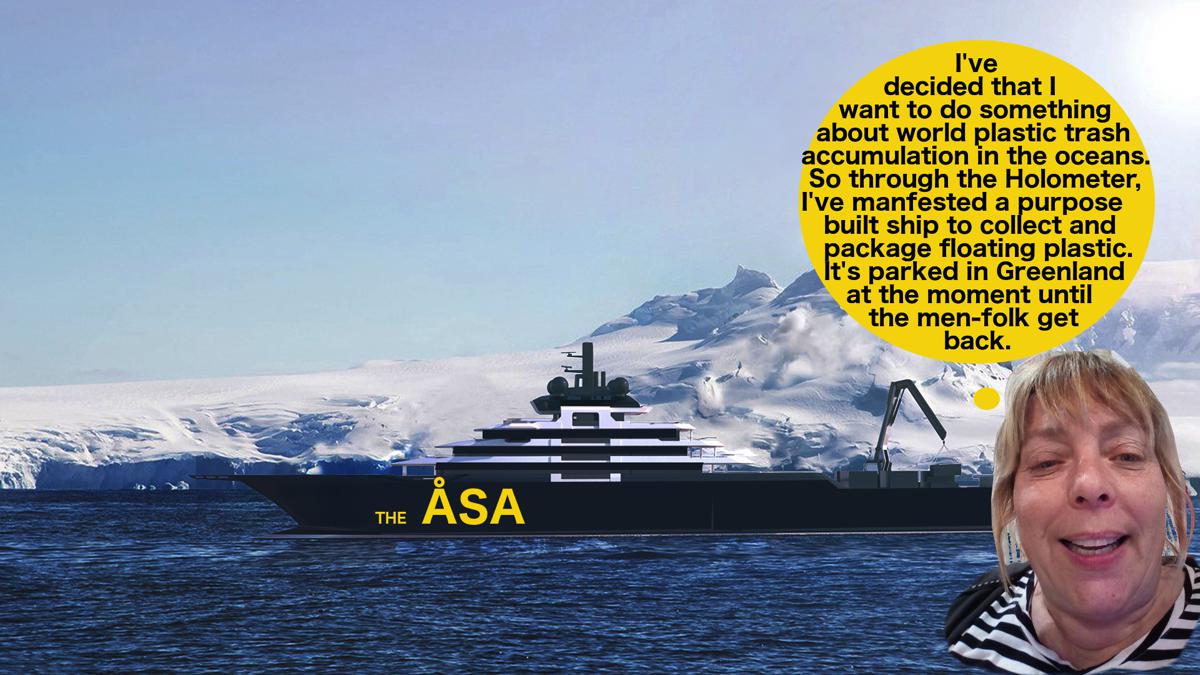 I've
decided that I
want to do something
about world plastic trash
accumulation in the oceans.
So through the Holometer,
I've manfested a purpose
built ship to collect and
package floating plastic.
It's parked in Greenland
at the moment until
the men-folk get
back.
THE ÅSA